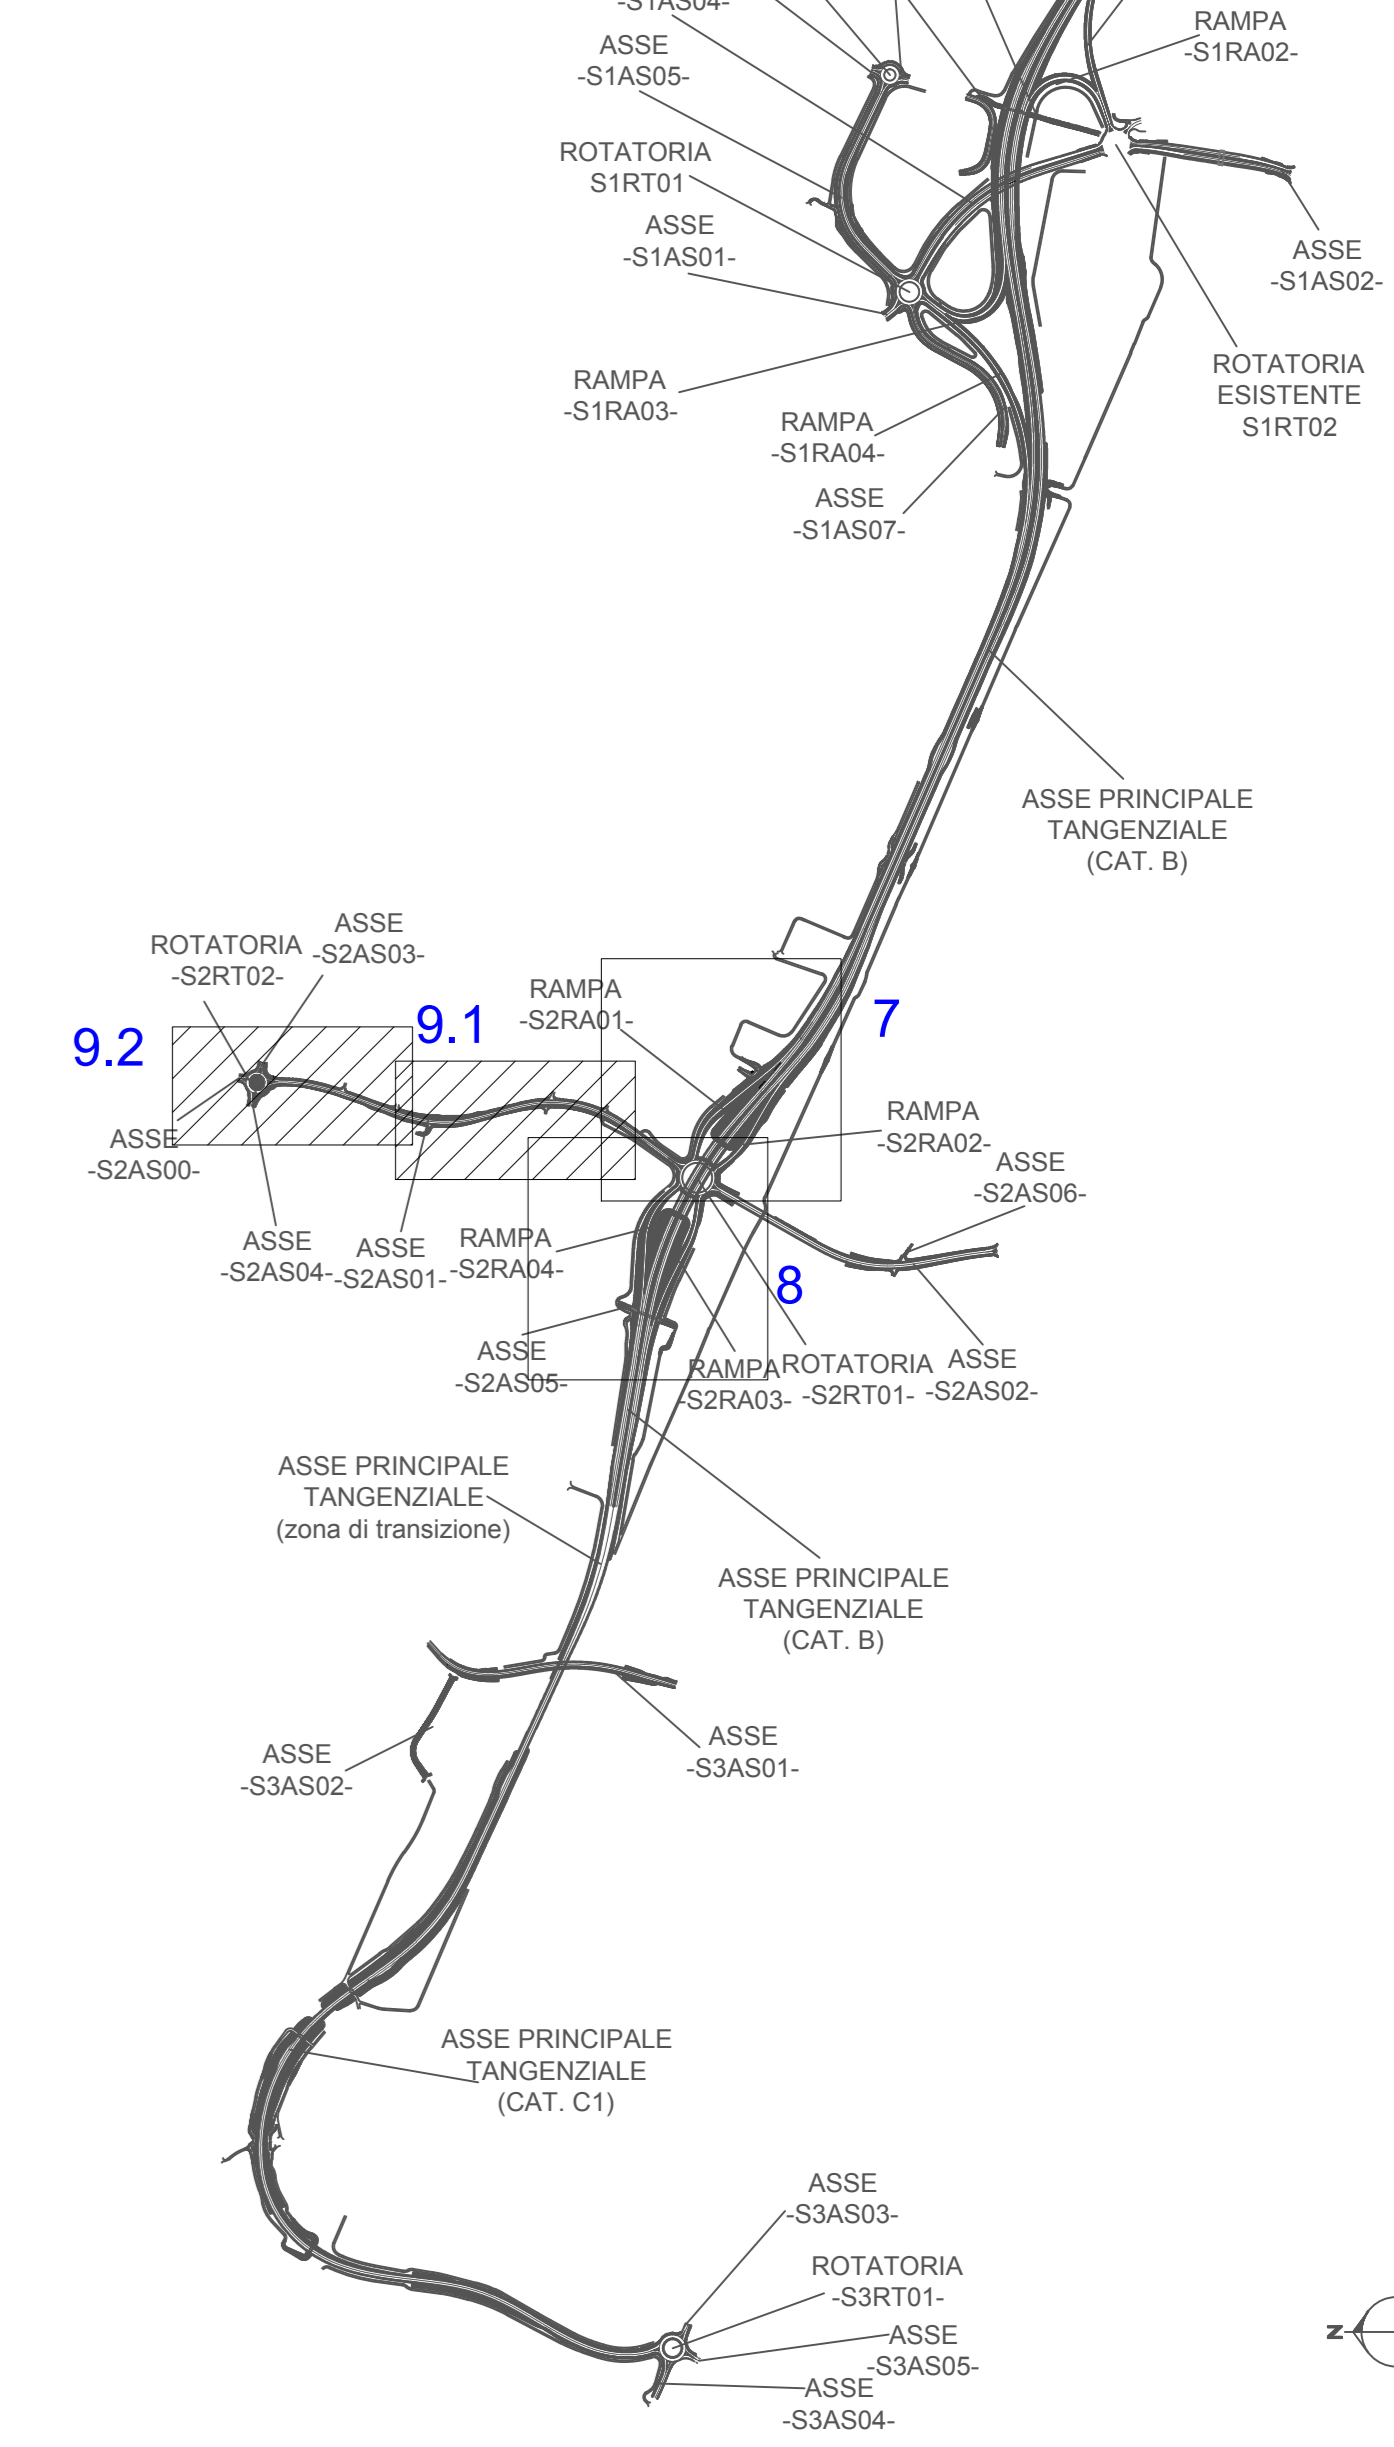 -S1AS04-
RAMPA
-S1RA02-
ASSE
-S1AS05-
ROTATORIA
S1RT01
ASSE
-S1AS01-
ASSE
-S1AS02-
RAMPA
-S1RA03-
ROTATORIA
ESISTENTE
S1RT02
RAMPA
-S1RA04-
ASSE
-S1AS07-
ASSE PRINCIPALE
TANGENZIALE
(CAT. B)
ASSE
-S2AS03-
ROTATORIA
-S2RT02-
RAMPA
-S2RA01-
7
9.1
9.2
RAMPA
-S2RA02-
ASSE
-S2AS00-
ASSE
-S2AS06-
ASSE
-S2AS04-
ASSE
-S2AS01-
RAMPA
-S2RA04-
8
ASSE
-S2AS05-
RAMPA
-S2RA03-
ROTATORIA
-S2RT01-
ASSE
-S2AS02-
ASSE PRINCIPALE
TANGENZIALE
(zona di transizione)
ASSE PRINCIPALE
TANGENZIALE
(CAT. B)
ASSE
-S3AS01-
ASSE
-S3AS02-
ASSE PRINCIPALE
TANGENZIALE
(CAT. C1)
ASSE
-S3AS03-
ROTATORIA
-S3RT01-
N
ASSE
-S3AS05-
ASSE
-S3AS04-